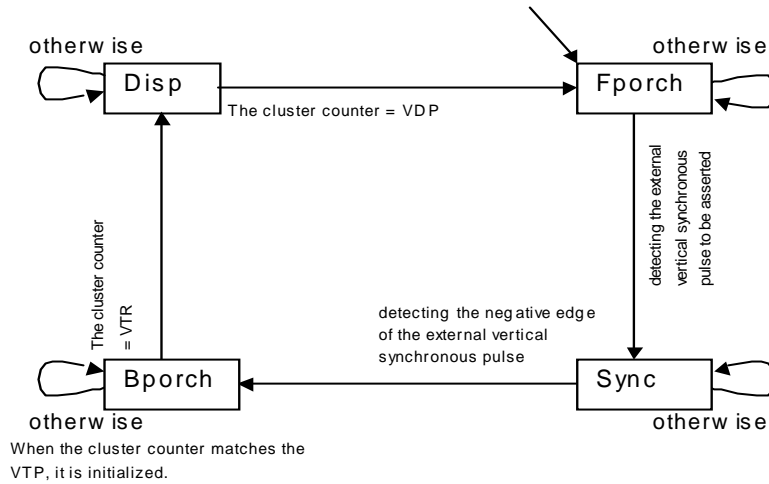 otherwise
otherwise
Disp
Fporch
The cluster counter = VDP
detecting the external
vertical synchronous
pulse to be asserted
The cluster counter
= VTR
detecting the negative edge
of the external vertical
synchronous pulse
Bporch
Sync
otherwise
otherwise
When the cluster counter matches the
VTP, it is initialized.